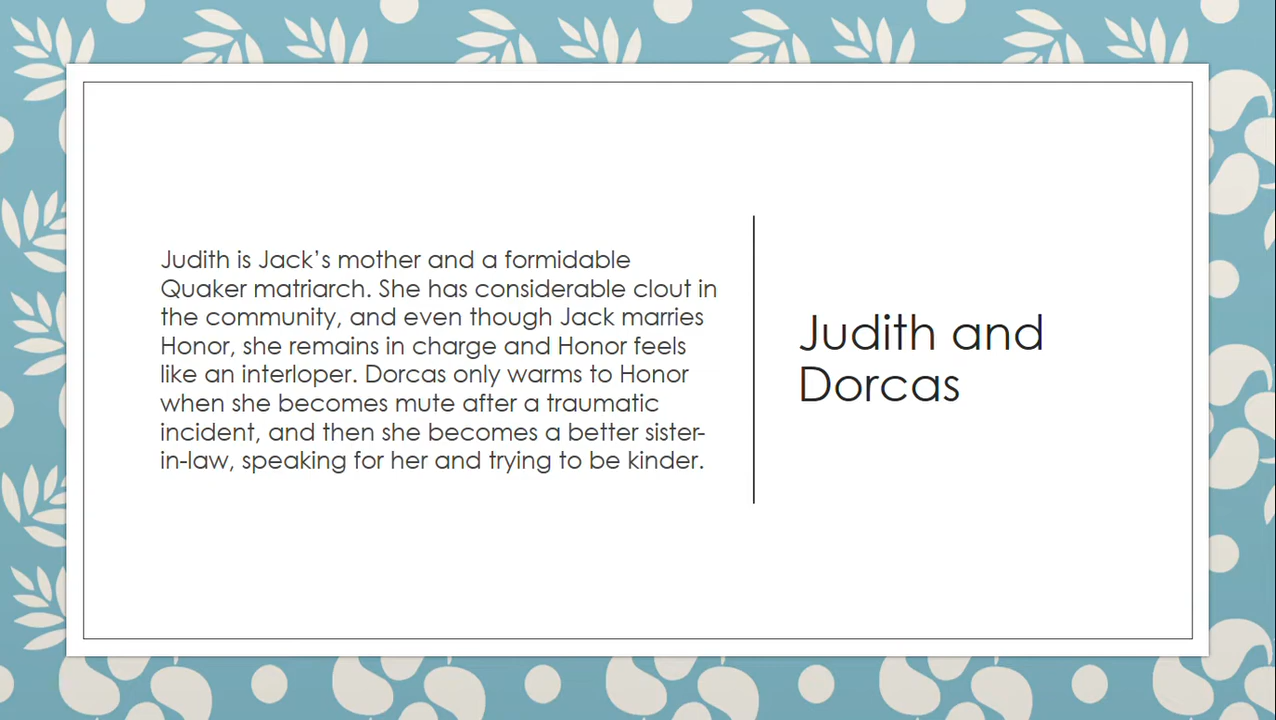 Judith is Jack’s mother and a formidable
Quaker matriarch. She has considerable clout in
the community, and even though Jack marries
Honor, she remains in charge and Honor feels
like an interloper. Dorcas only warms to Honor
when she becomes mute after a traumatic
incident, and then she becomes a better sister-
in-law, speaking for her and trying to be kinder.
Judith and
Dorcas